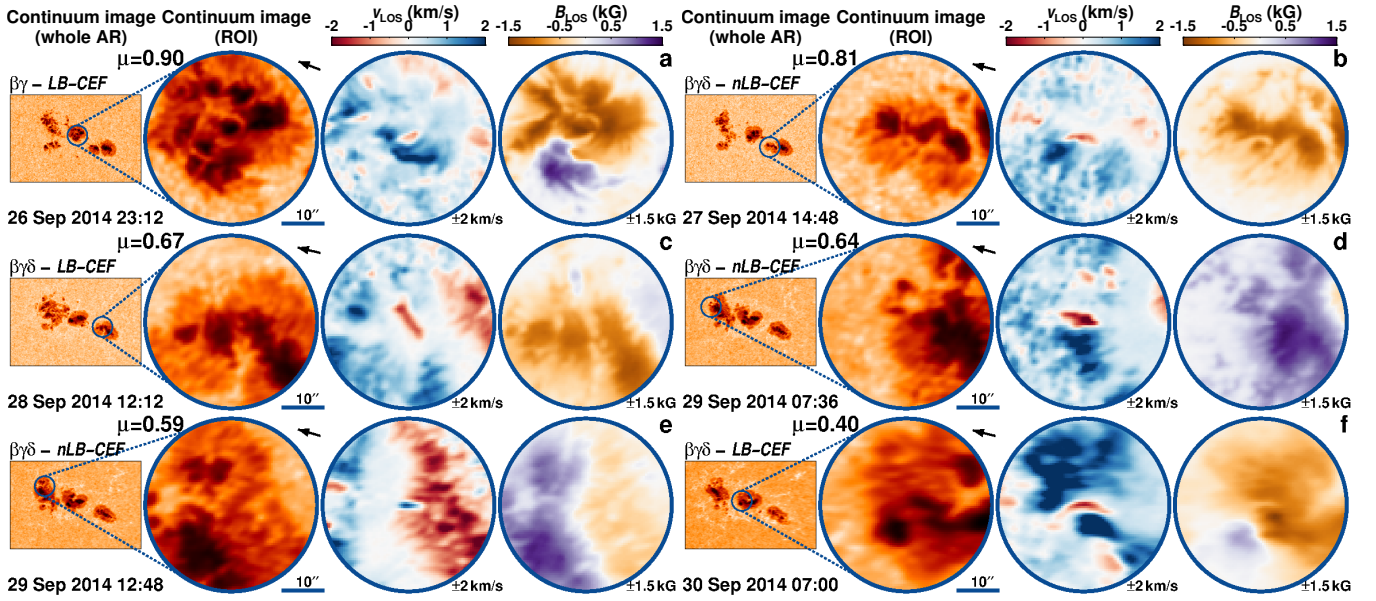 Continuum image Continuum image v_LOS (km/s) B_LOS (kG) Continuum image Continuum image v_LOS (km/s) B_LOS (kG)
(whole AR) (ROI) -2 -1 0 1 2 -1.5 -0.5 0.5 1.5 (whole AR) (ROI) -2 -1 0 1 2 -1.5 -0.5 0.5 1.5
μ=0.90 a μ=0.81 b
βγ – LB–CEF βγδ – nLB–CEF
26 Sep 2014 23:12 10″ ±2 km/s ±1.5 kG 27 Sep 2014 14:48 10″ ±2 km/s ±1.5 kG
μ=0.67 c μ=0.64 d
βγδ – LB–CEF βγδ – nLB–CEF
28 Sep 2014 12:12 10″ ±2 km/s ±1.5 kG 29 Sep 2014 07:36 10″ ±2 km/s ±1.5 kG
μ=0.59 e μ=0.40 f
βγδ – nLB–CEF βγδ – LB–CEF
29 Sep 2014 12:48 10″ ±2 km/s ±1.5 kG 30 Sep 2014 07:00 10″ ±2 km/s ±1.5 kG